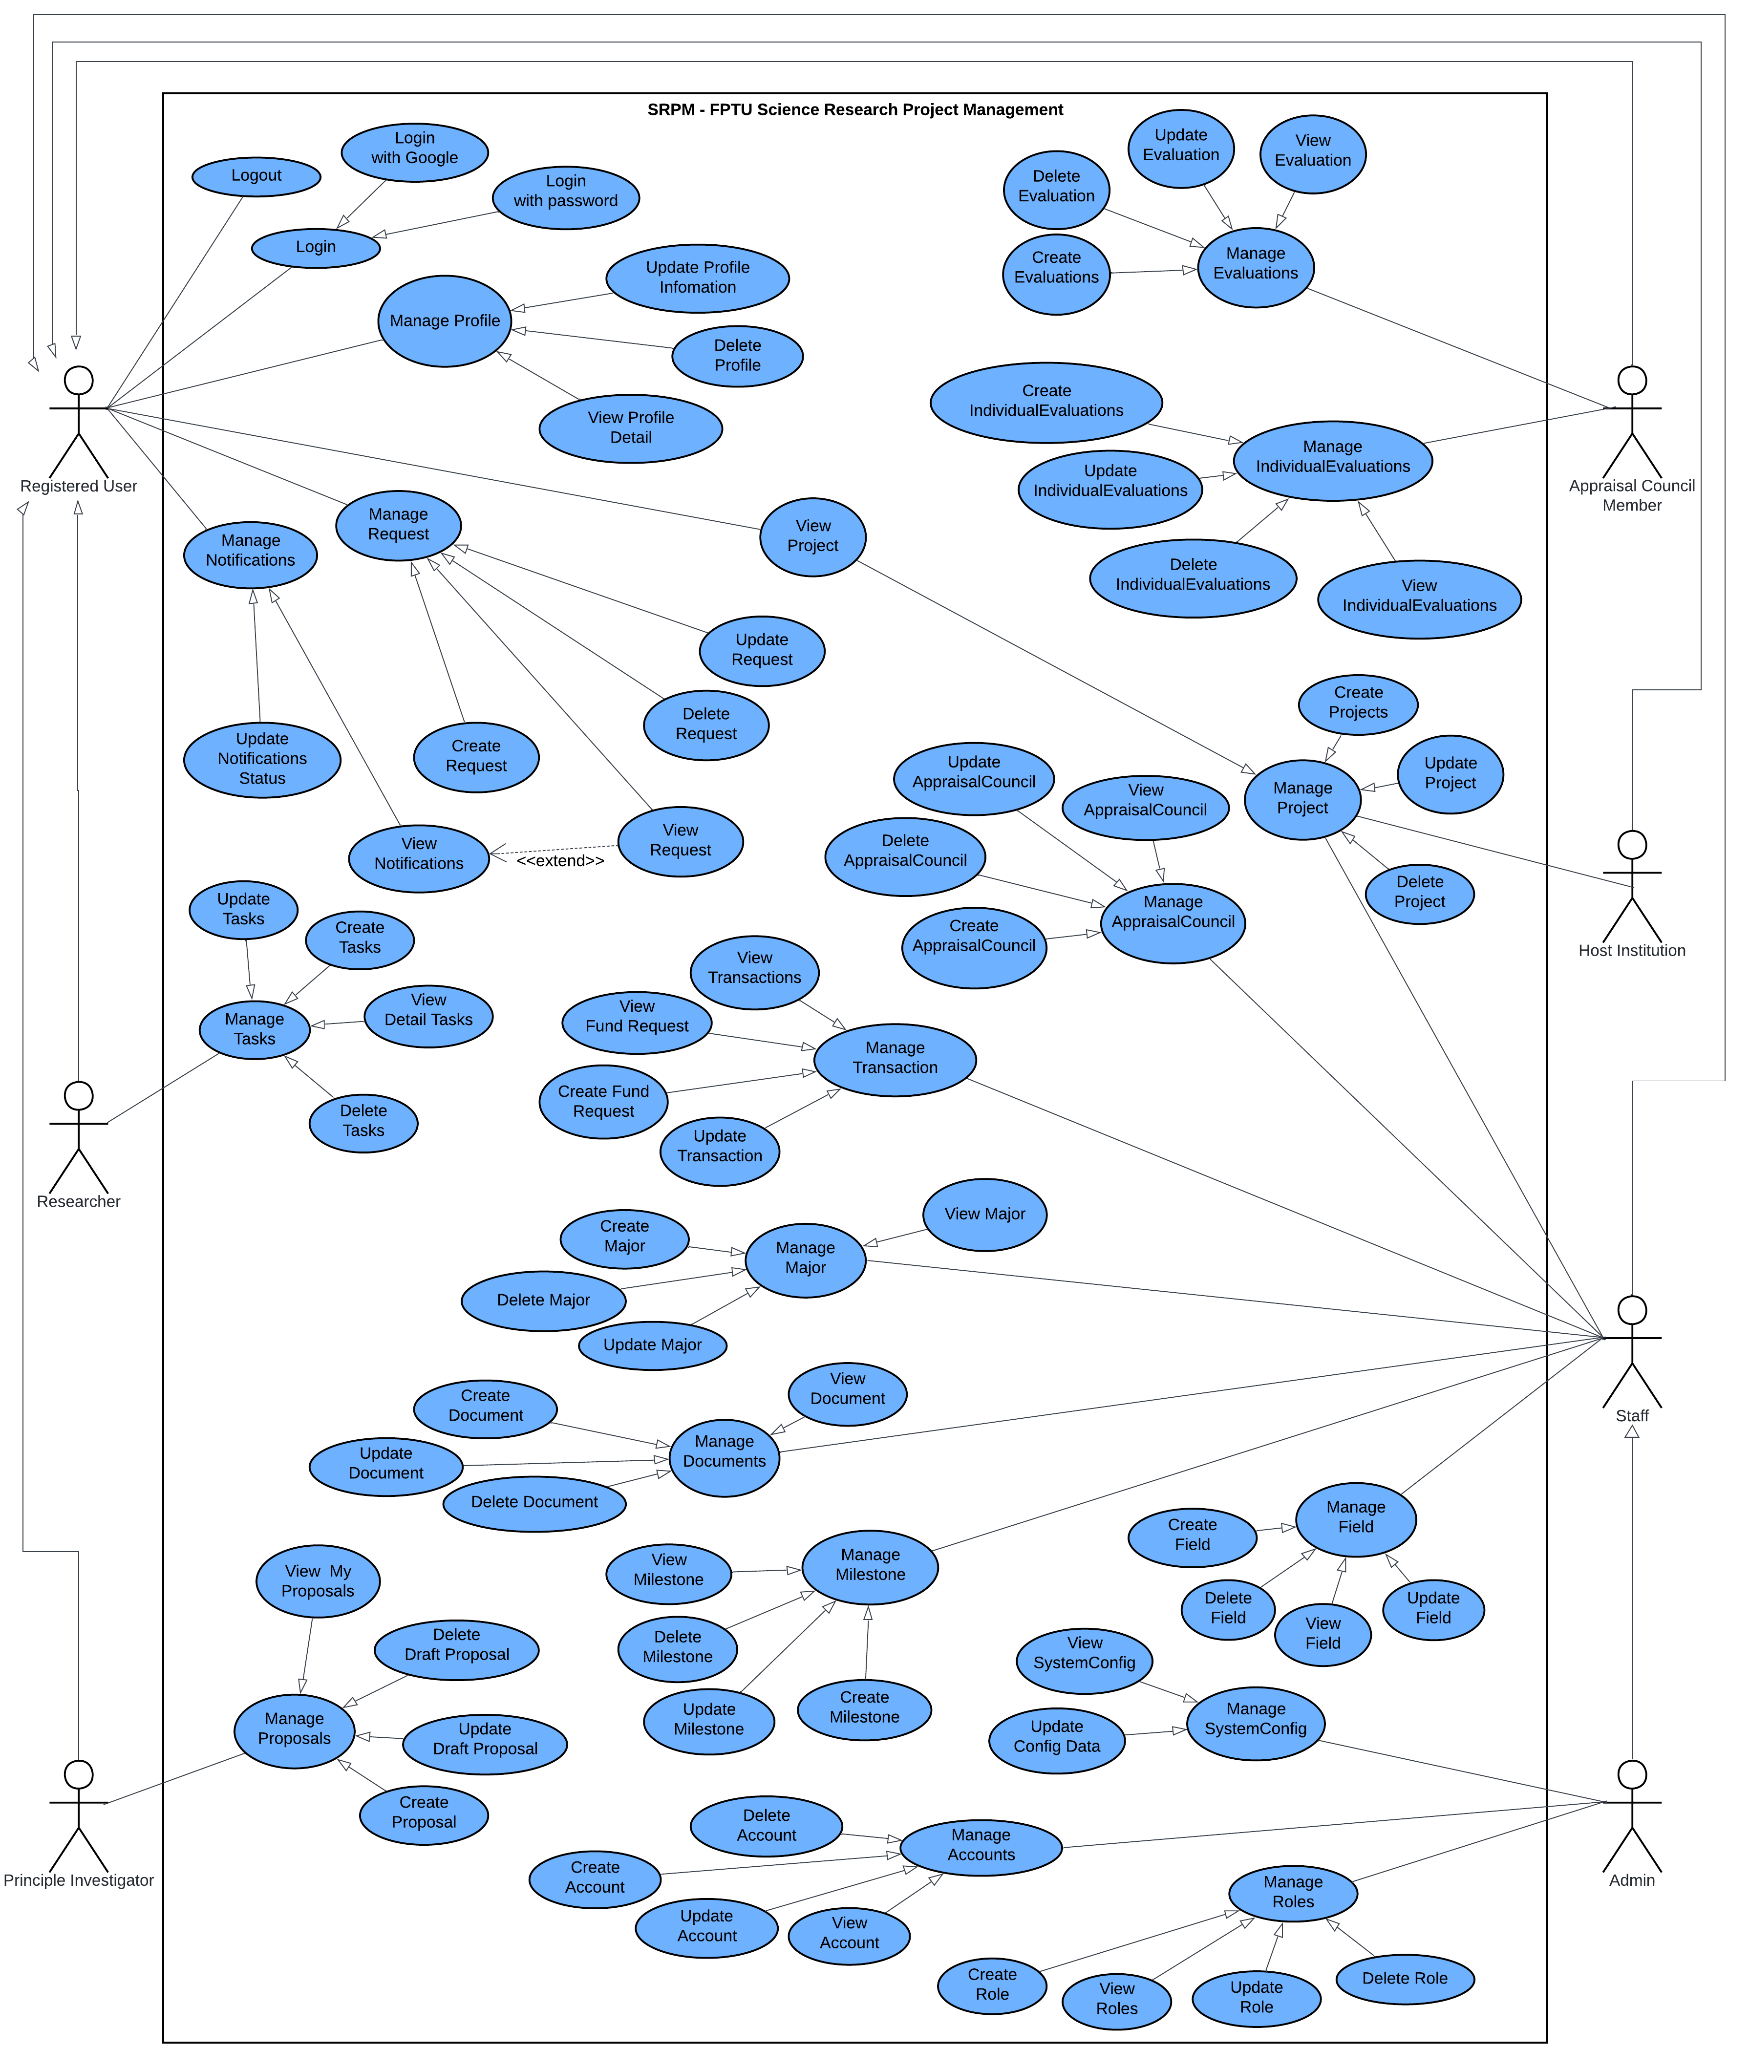 SRPM - FPTU Science Research Project Management
Logout
Login
with Google
Login
with password
Login
Manage Profile
Update Profile
Infomation
Delete
Profile
View Profile
Detail
Update
Evaluation
View
Evaluation
Delete
Evaluation
Create
Evaluations
Manage
Evaluations
Create
IndividualEvaluations
Manage
IndividualEvaluations
Update
IndividualEvaluations
Delete
IndividualEvaluations
View
IndividualEvaluations
Registered User
Appraisal Council
Member
Manage
Notifications
Manage
Request
View
Project
Update
Request
Delete
Request
Create
Request
Update
Notifications
Status
View
Notifications
<<extend>>
View
Request
Create
Projects
Update
Project
Manage
Project
Delete
Project
Host Institution
Update
AppraisalCouncil
View
AppraisalCouncil
Delete
AppraisalCouncil
Create
AppraisalCouncil
Manage
AppraisalCouncil
Update
Tasks
Create
Tasks
View
Detail Tasks
Manage
Tasks
Delete
Tasks
Researcher
View
Transactions
View
Fund Request
Create Fund
Request
Update
Transaction
Manage
Transaction
Create
Major
Manage
Major
View Major
Delete Major
Update Major
Create
Document
View
Document
Update
Document
Manage
Documents
Delete Document
Staff
View
Milestone
Manage
Milestone
Delete
Milestone
Update
Milestone
Create
Milestone
Manage
Field
Create
Field
Delete
Field
View
Field
Update
Field
View
SystemConfig
Manage
SystemConfig
Update
Config Data
View  My
Proposals
Delete
Draft Proposal
Manage
Proposals
Update
Draft Proposal
Create
Proposal
Principle Investigator
Delete
Account
Manage
Accounts
Create
Account
Update
Account
View
Account
Manage
Roles
Create
Role
View
Roles
Update
Role
Delete Role
Admin